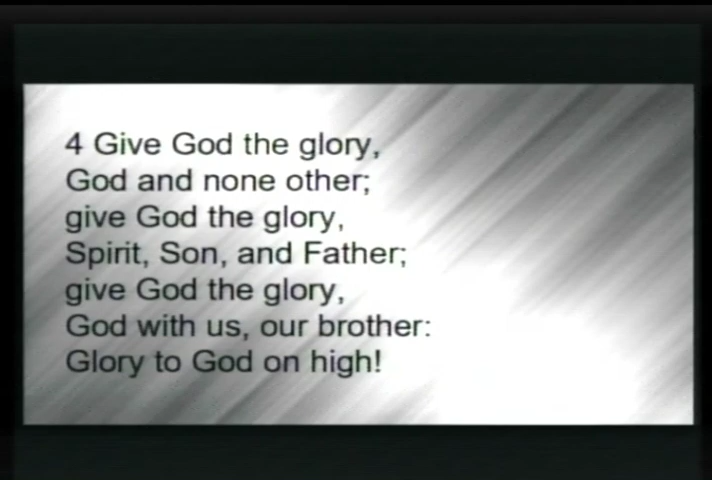 4 Give God the glory,
God and none other;
give God the glory,
Spirit, Son, and Father;
give God the glory,
God with us, our brother:
Glory to God on high!